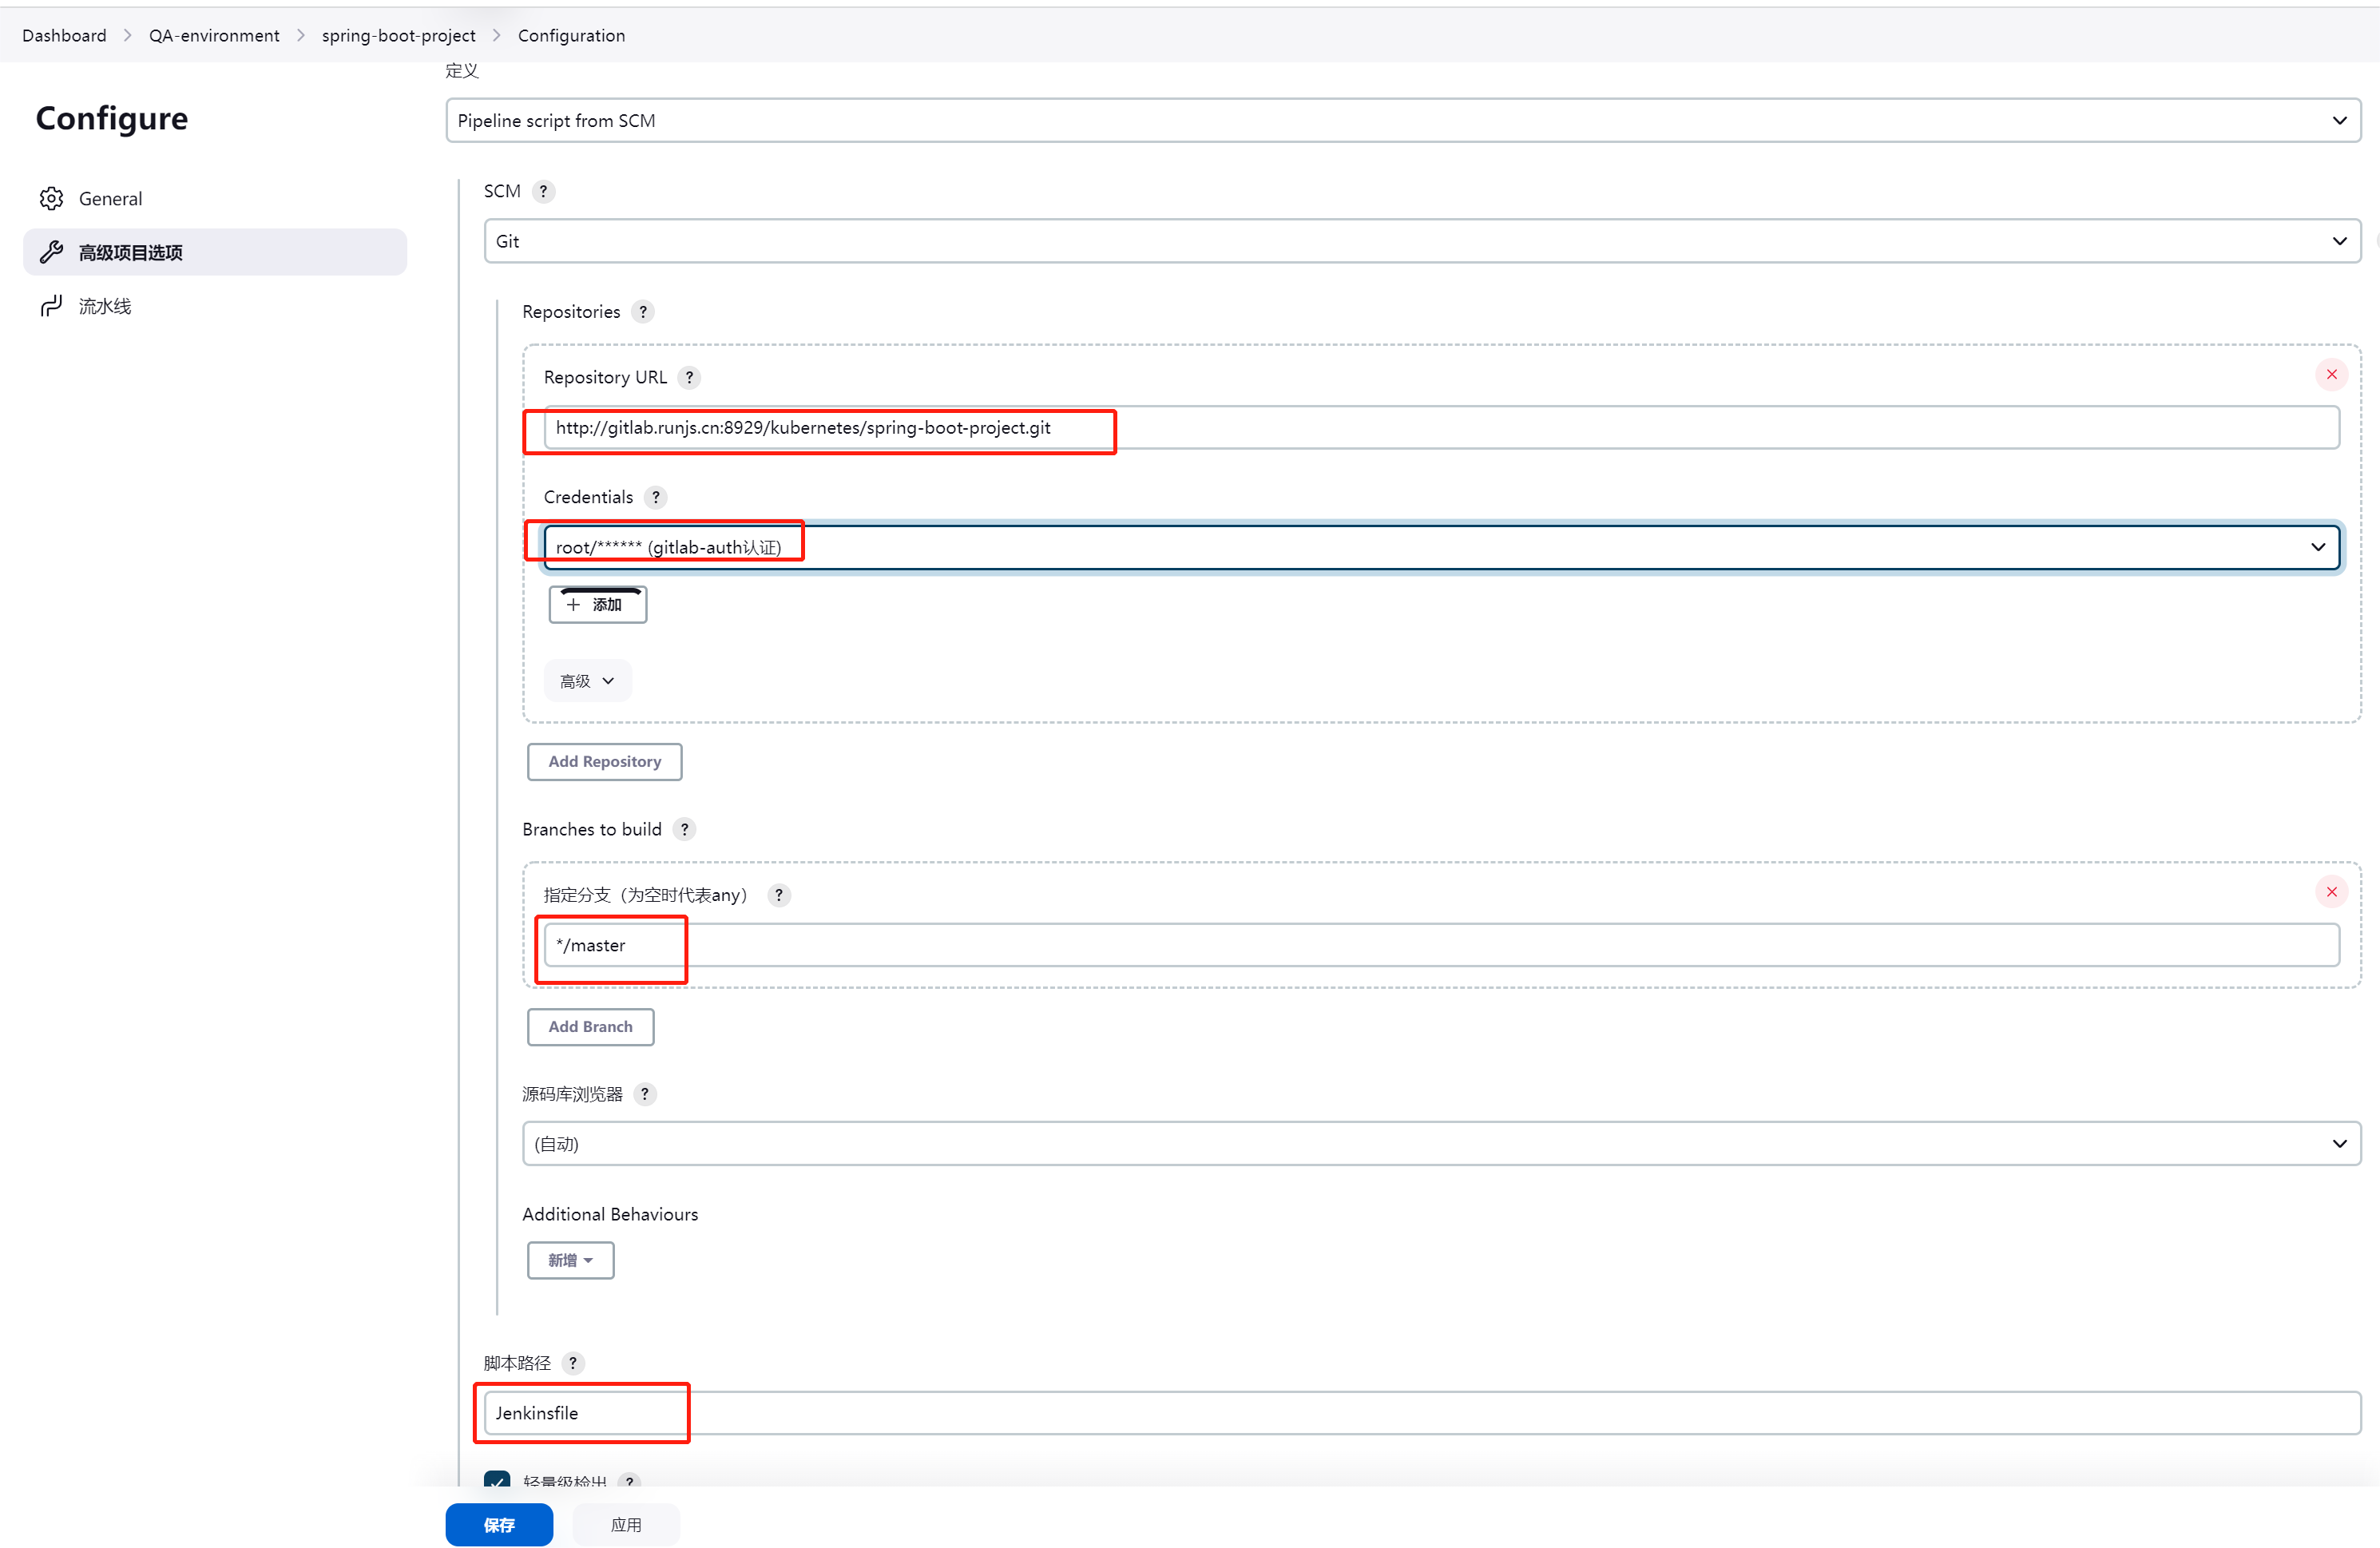 Dashboard > QA-environment > spring-boot-project > Configuration
Configure
General
高级项目选项
流水线
定义
Pipeline script from SCM
SCM ?
Git
Repositories ?
Repository URL ?
http://gitlab.runjs.cn:8929/kubernetes/spring-boot-project.git
Credentials ?
root/****** (gitlab-auth认证)
+ 添加
高级
Add Repository
Branches to build ?
指定分支（为空时代表any） ?
*/master
Add Branch
源码库浏览器 ?
(自动)
Additional Behaviours
新增
脚本路径 ?
Jenkinsfile
轻量级检出 ?
保存 应用